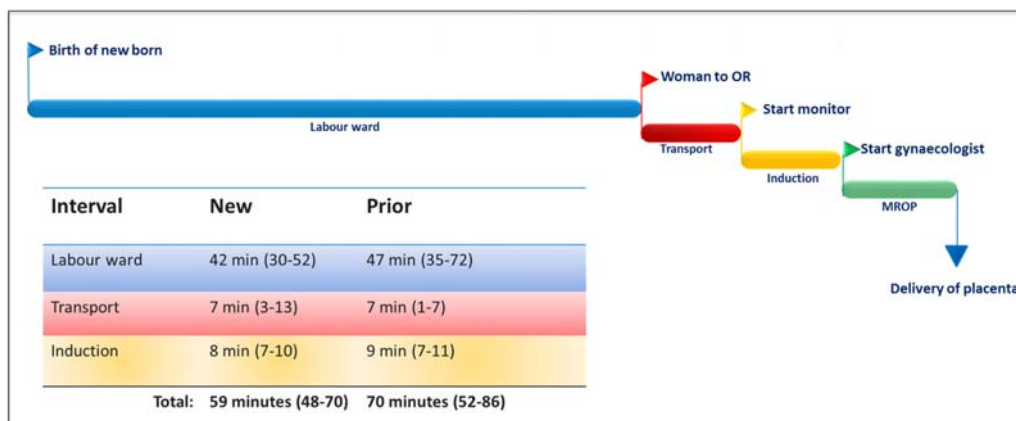 Birth of new born
Woman to OR
Labour ward
Start monitor
Transport
Start gynaecologist
Induction
MROP
Delivery of placenta
Interval New Prior
Labour ward 42 min (30-52) 47 min (35-72)
Transport 7 min (3-13) 7 min (1-7)
Induction 8 min (7-10) 9 min (7-11)
Total: 59 minutes (48-70) 70 minutes (52-86)